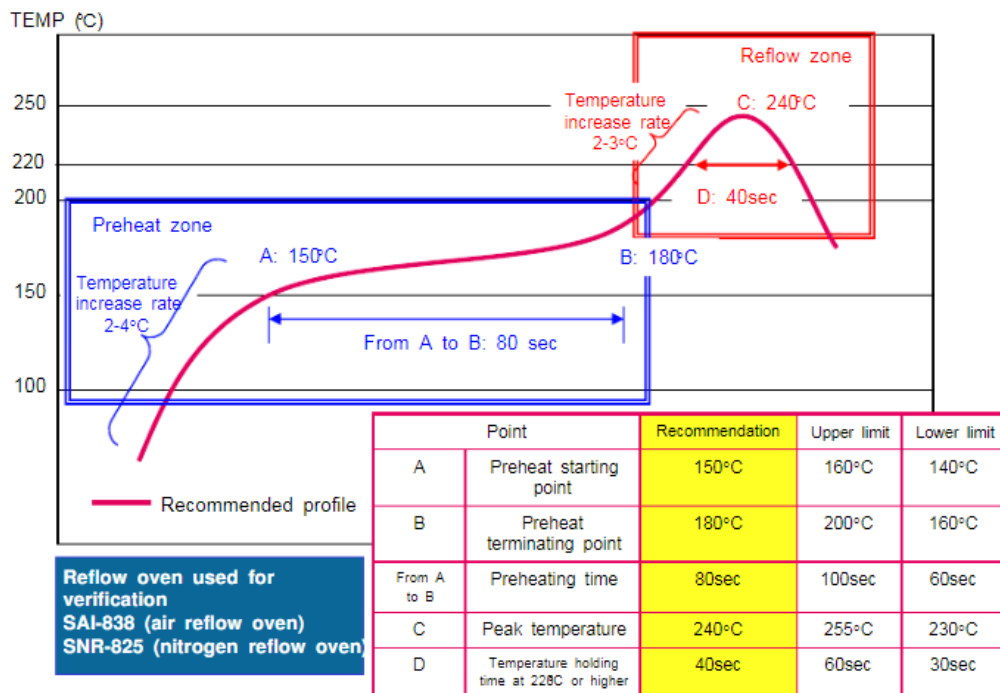 TEMP (℃)
250
220
200
150
100
Reflow zone
Temperature
increase rate
2-3℃
C: 240℃
D: 40sec
Preheat zone
A: 150℃
B: 180℃
Temperature
increase rate
2-4℃
From A to B: 80 sec
Recommended profile
Reflow oven used for
verification
SAI-838 (air reflow oven)
SNR-825 (nitrogen reflow oven)
Point Recommendation Upper limit Lower limit
A Preheat starting point 150℃ 160℃ 140℃
B Preheat terminating point 180℃ 200℃ 160℃
From A to B Preheating time 80sec 100sec 60sec
C Peak temperature 240℃ 255℃ 230℃
D Temperature holding time at 220℃ or higher 40sec 60sec 30sec